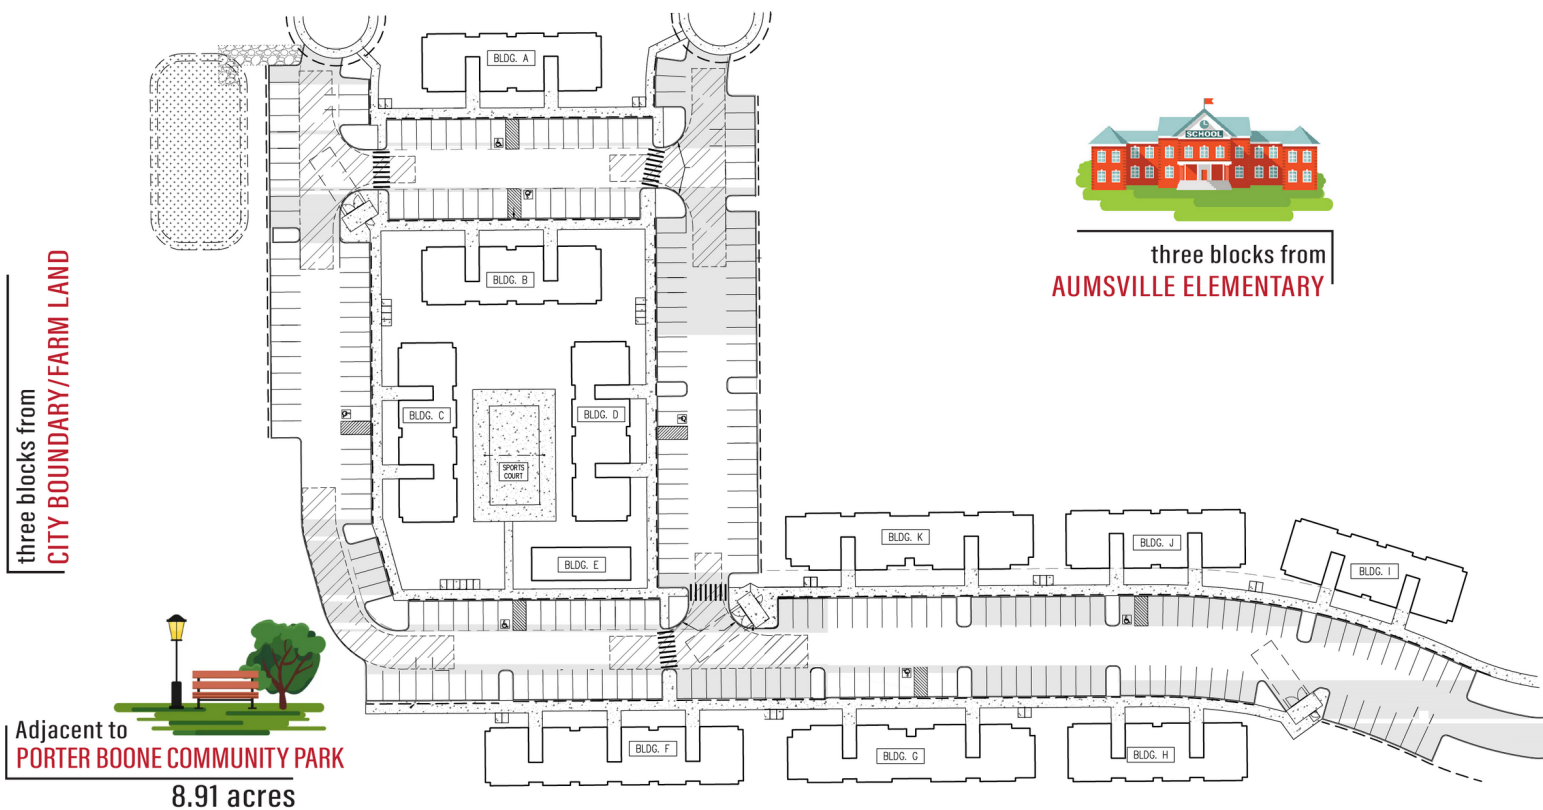 BLDG. A
SCHOOL
three blocks from
AUMSVILLE ELEMENTARY
BLDG. B
three blocks from
CITY BOUNDARY/FARM LAND
BLDG. C
BLDG. D
SPORTS
COURT
BLDG. E
BLDG. K
BLDG. J
BLDG. I
Adjacent to
PORTER BOONE COMMUNITY PARK
8.91 acres
BLDG. F
BLDG. G
BLDG. H